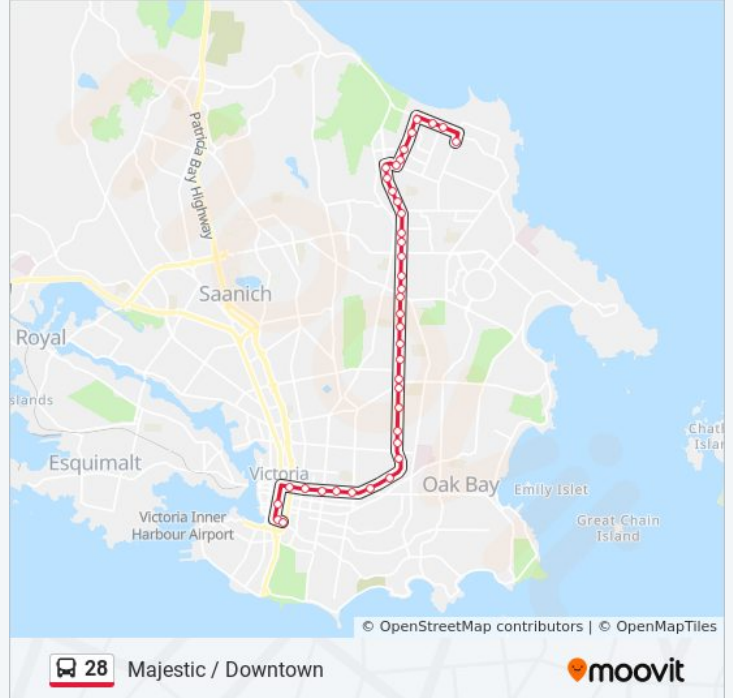 Patricia Bay Highway
Saanich
Royal
slands
Esquimalt
Victoria
Oak Bay
Emily Islet
Chat
Islan
Great Chain
Island
Victoria Inner
Harbour Airport
© OpenStreetMap contributors | © OpenMapTiles
28 Majestic / Downtown
moovit